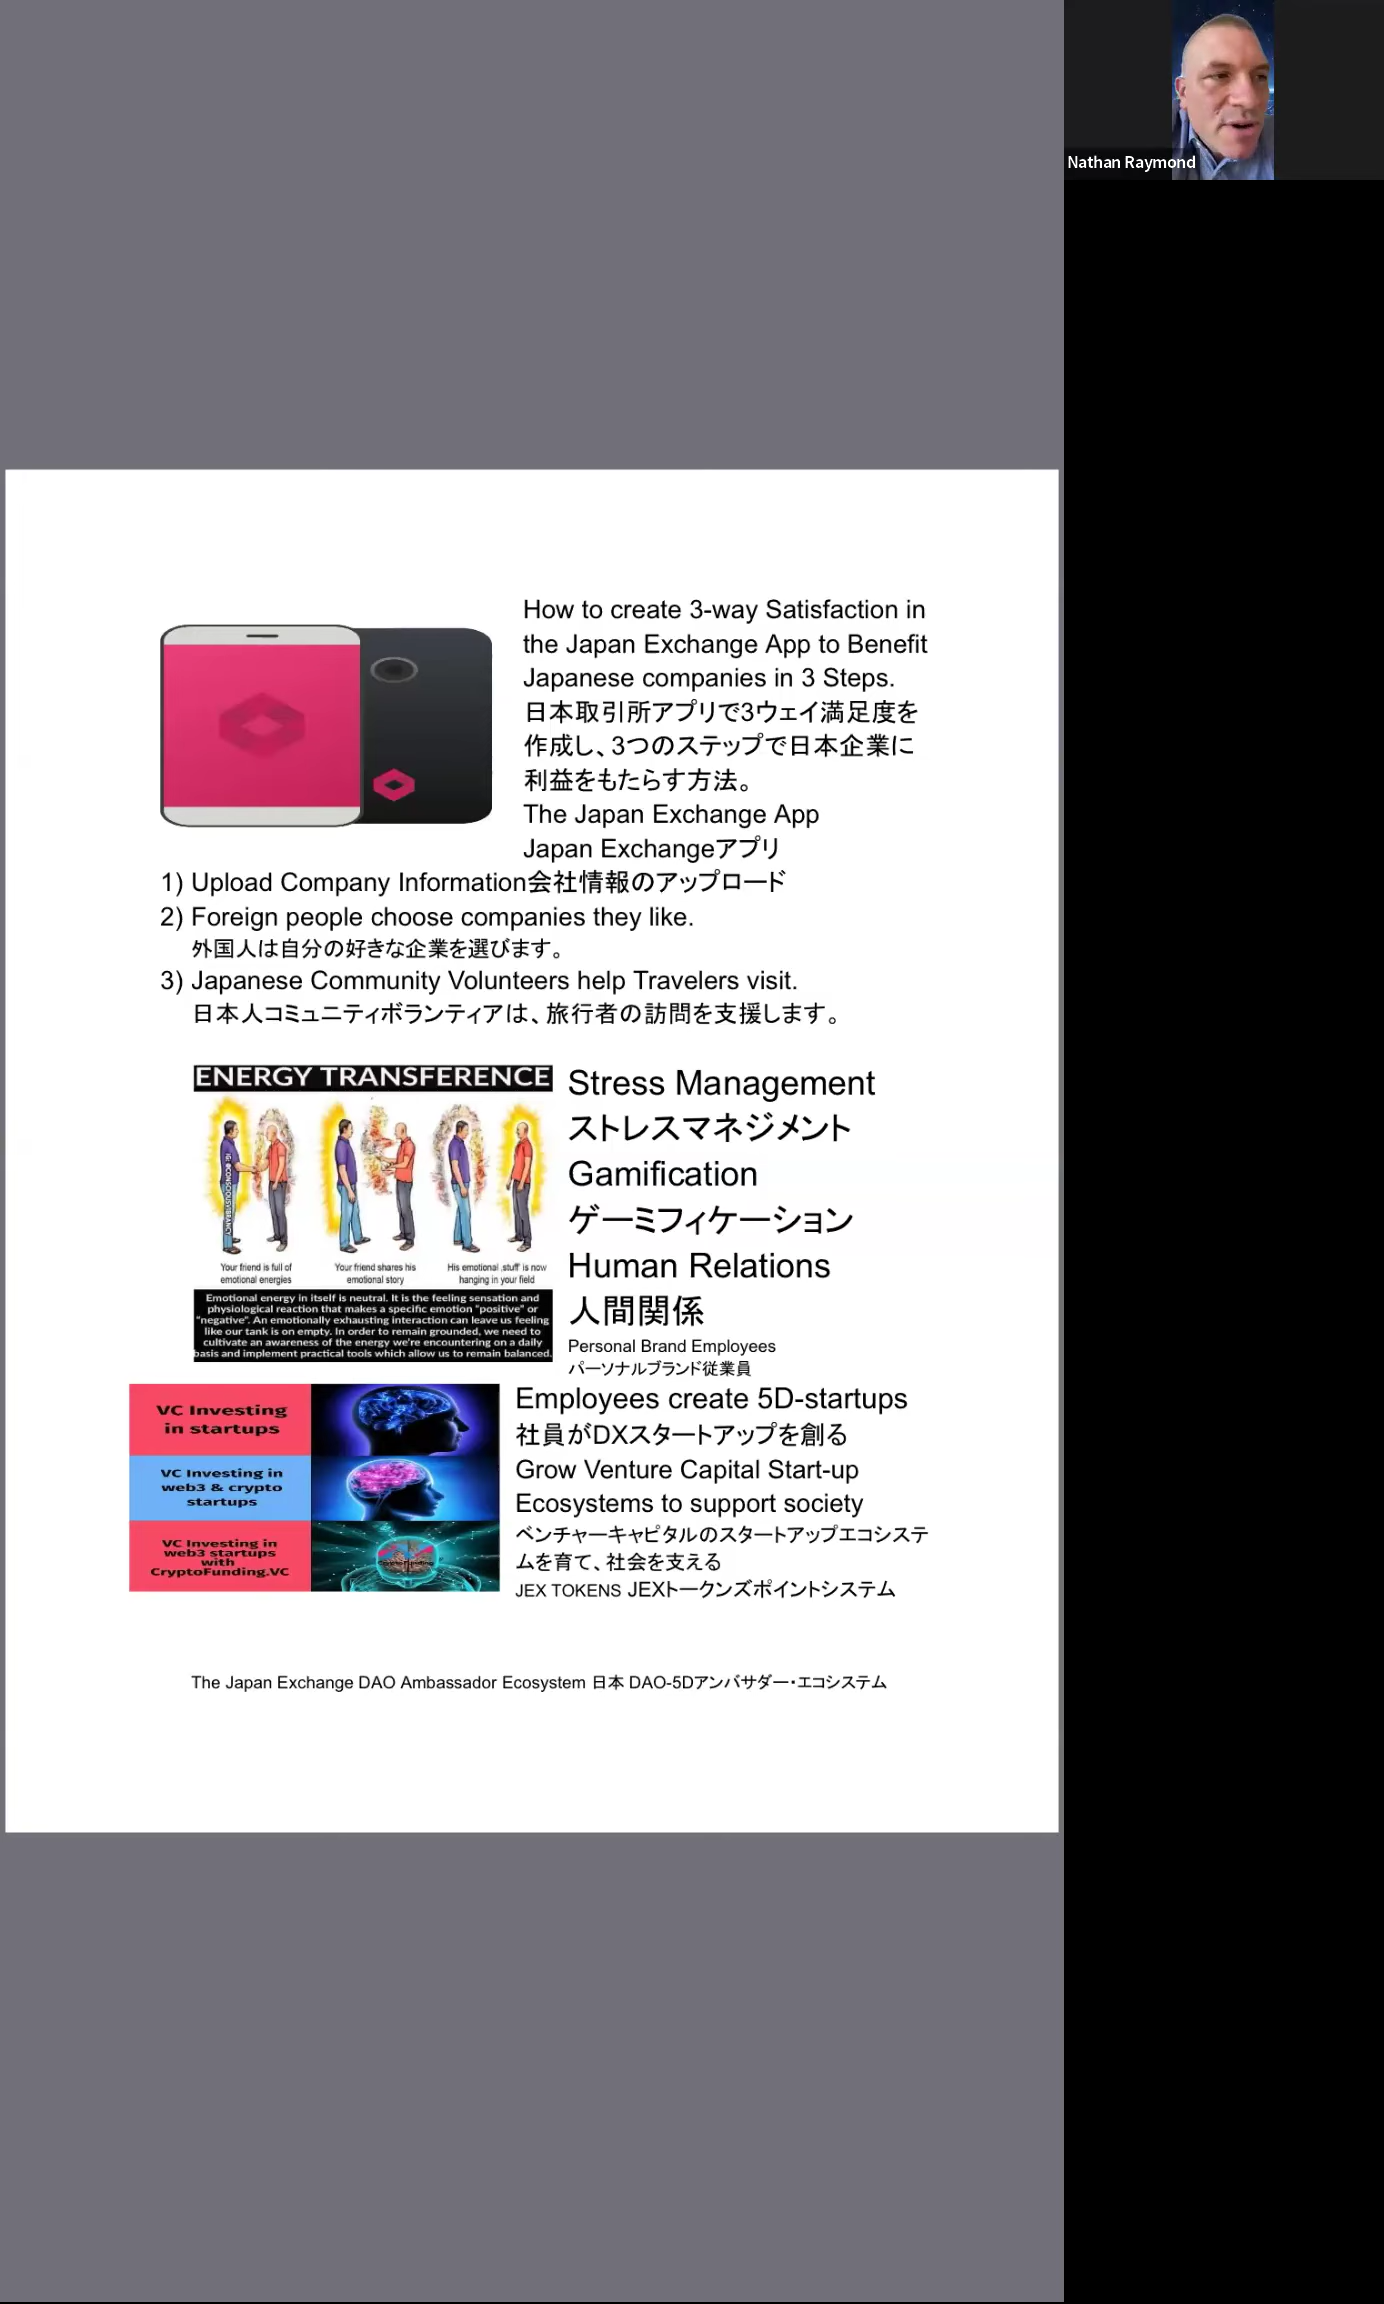 Nathan Raymond
How to create 3-way Satisfaction in
the Japan Exchange App to Benefit
Japanese companies in 3 Steps.
日本取引所アプリで3ウェイ満足度を
作成し、3つのステップで日本企業に
利益をもたらす方法。
The Japan Exchange App
Japan Exchangeアプリ
1) Upload Company Information会社情報のアップロード
2) Foreign people choose companies they like.
外国人は自分の好きな企業を選びます。
3) Japanese Community Volunteers help Travelers visit.
日本人コミュニティボランティアは、旅行者の訪問を支援します。
ENERGY TRANSFERENCE
IG: @CONSCIOUSVIBRANCY
Your friend is full of
emotional energies
Your friend shares his
emotional story
His emotional ‚stuff' is now
hanging in your field
Emotional energy in itself is neutral. It is the feeling sensation and
physiological reaction that makes a specific emotion "positive" or
"negative". An emotionally exhausting interaction can leave us feeling
like our tank is on empty. In order to remain grounded, we need to
cultivate an awareness of the energy we're encountering on a daily
basis and implement practical tools which allow us to remain balanced.
Stress Management
ストレスマネジメント
Gamification
ゲーミフィケーション
Human Relations
人間関係
Personal Brand Employees
パーソナルブランド従業員
VC Investing
in startups
VC Investing in
web3 & crypto
startups
VC Investing in
web3 startups
with
CryptoFunding.VC
CryptoFunding
Employees create 5D-startups
社員がDXスタートアップを創る
Grow Venture Capital Start-up
Ecosystems to support society
ベンチャーキャピタルのスタートアップエコシステ
ムを育て、社会を支える
JEX TOKENS JEXトークンズポイントシステム
The Japan Exchange DAO Ambassador Ecosystem 日本 DAO-5Dアンバサダー・エコシステム